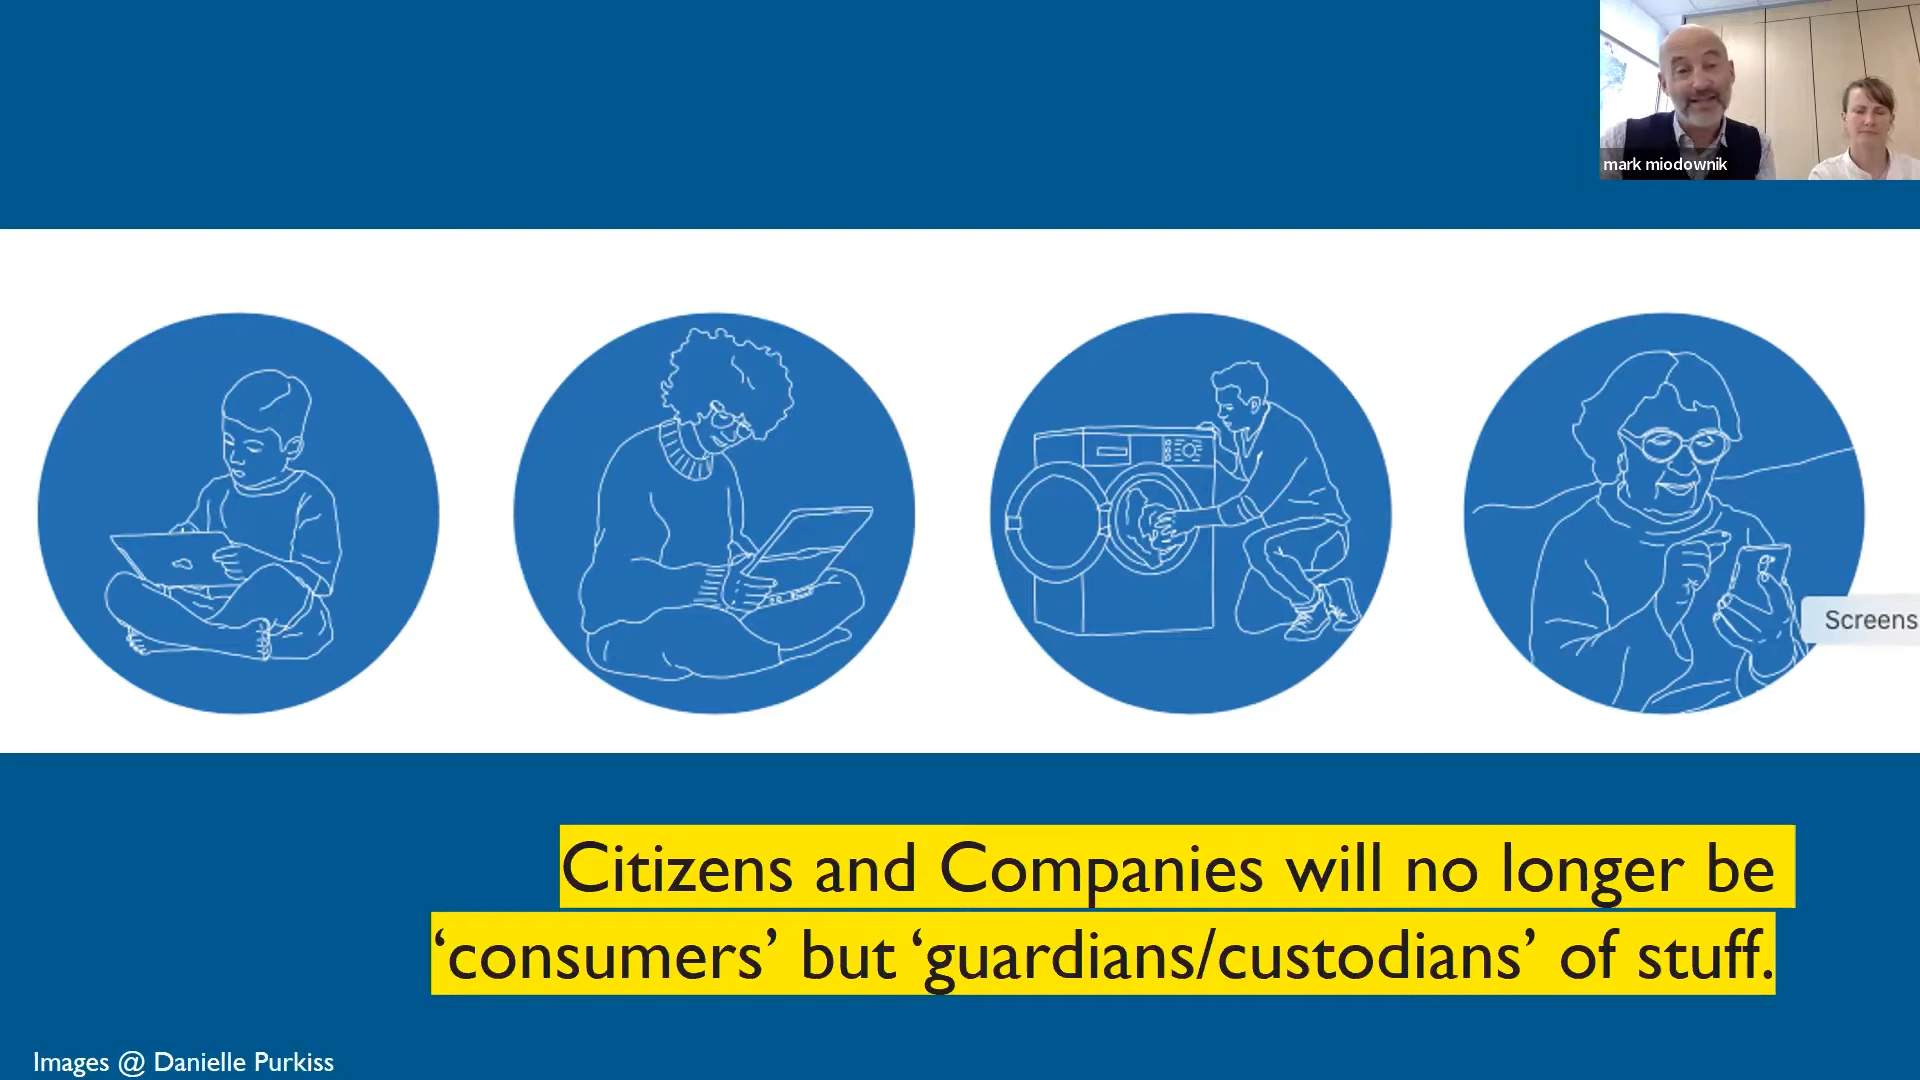 mark miodownik
Screens
Citizens and Companies will no longer be
‘consumers’ but ‘guardians/custodians’ of stuff.
Images @ Danielle Purkiss